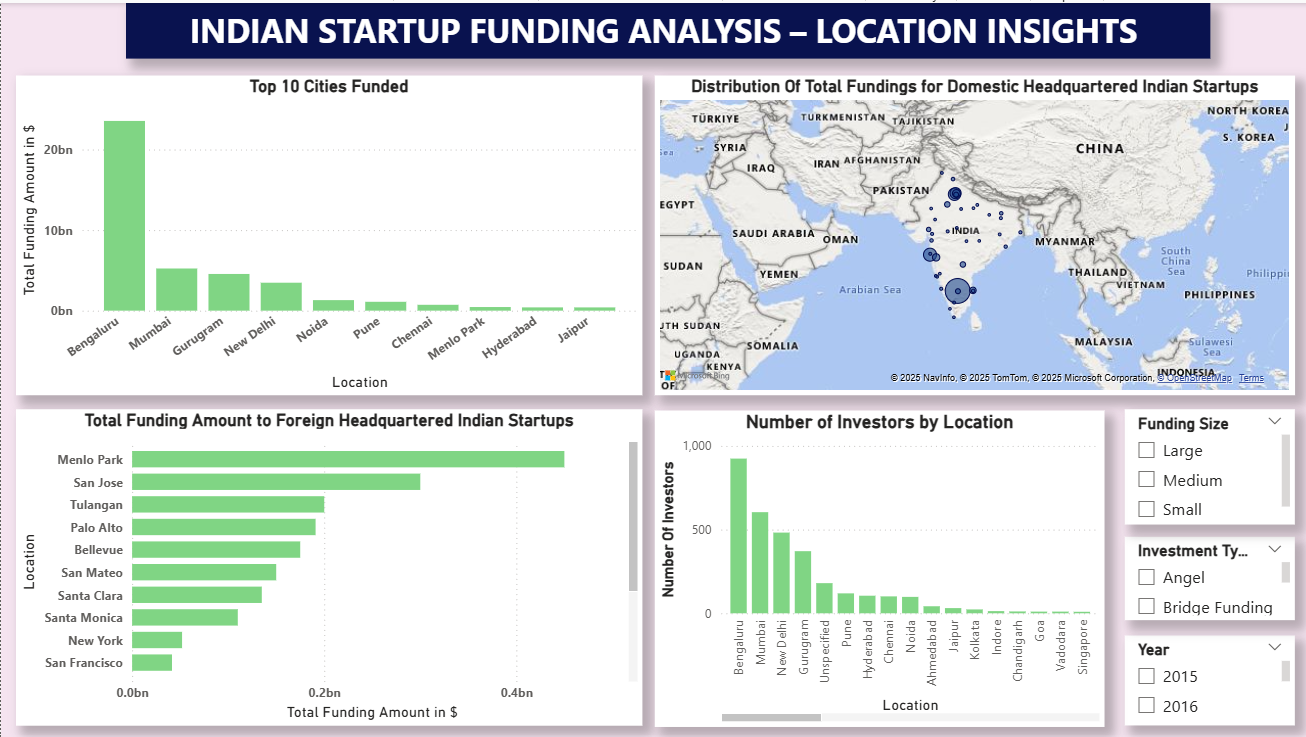 INDIAN STARTUP FUNDING ANALYSIS – LOCATION INSIGHTS
Top 10 Cities Funded
Total Funding Amount in $
20bn
10bn
0bn
Bengaluru
Mumbai
Gurugram
New Delhi
Noida
Pune
Chennai
Menlo Park
Hyderabad
Jaipur
Location
Distribution Of Total Fundings for Domestic Headquartered Indian Startups
NORTH KOREA
TÜRKIYE
TURKMENISTAN
TAJIKISTAN
S. KOREA
SYRIA
CHINA
IRAQ
IRAN
AFGHANISTAN
PAKISTAN
EGYPT
SAUDI ARABIA
OMAN
INDIA
MYANMAR
SUDAN
YEMEN
South
China
Sea
THAILAND
VIETNAM
Philippi
Arabian Sea
PHILIPPINES
UTH SUDAN
SOMALIA
MALAYSIA
Sulawesi
Sea
UGANDA
KENYA
INDONESIA
OF
Microsoft Bing
© 2025 NavInfo, © 2025 TomTom, © 2025 Microsoft Corporation, © OpenStreetMap Terms
Total Funding Amount to Foreign Headquartered Indian Startups
Location
Menlo Park
San Jose
Tulangan
Palo Alto
Bellevue
San Mateo
Santa Clara
Santa Monica
New York
San Francisco
0.0bn
0.2bn
0.4bn
Total Funding Amount in $
Number of Investors by Location
Number Of Investors
1,000
500
0
Bengaluru
Mumbai
New Delhi
Gurugram
Unspecified
Pune
Hyderabad
Chennai
Noida
Ahmedabad
Jaipur
Kolkata
Indore
Chandigarh
Goa
Vadodara
Singapore
Location
Funding Size
Large
Medium
Small
Investment Ty...
Angel
Bridge Funding
Year
2015
2016